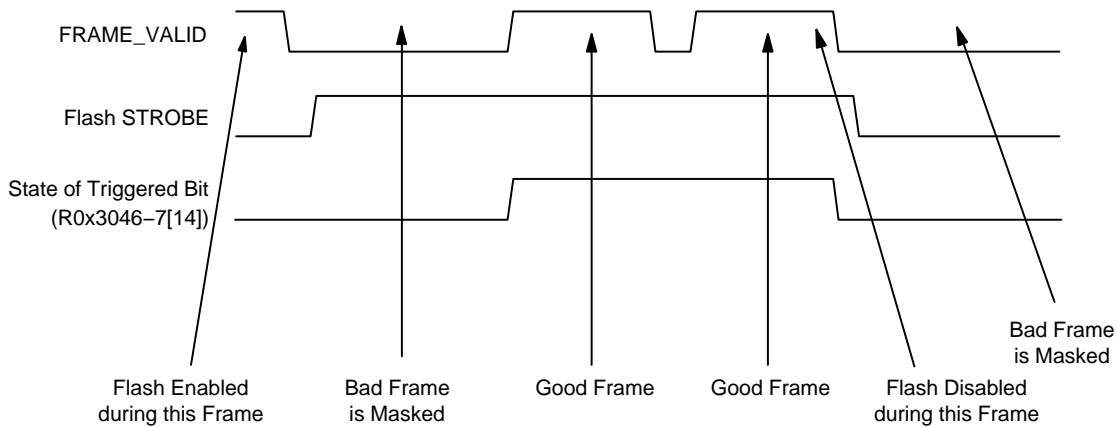 FRAME_VALID
Flash STROBE
State of Triggered Bit
(R0x3046−7[14])
Flash Enabled
during this Frame
Bad Frame
is Masked
Good Frame
Good Frame
Flash Disabled
during this Frame
Bad Frame
is Masked